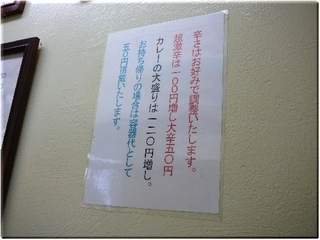 辛さはお好みで調整いたします。
超激辛は一〇〇円増し大辛五〇円
カレーの大盛りは一二〇円増し。
お持ち帰りの場合は容器代として
五〇円頂戴いたします。